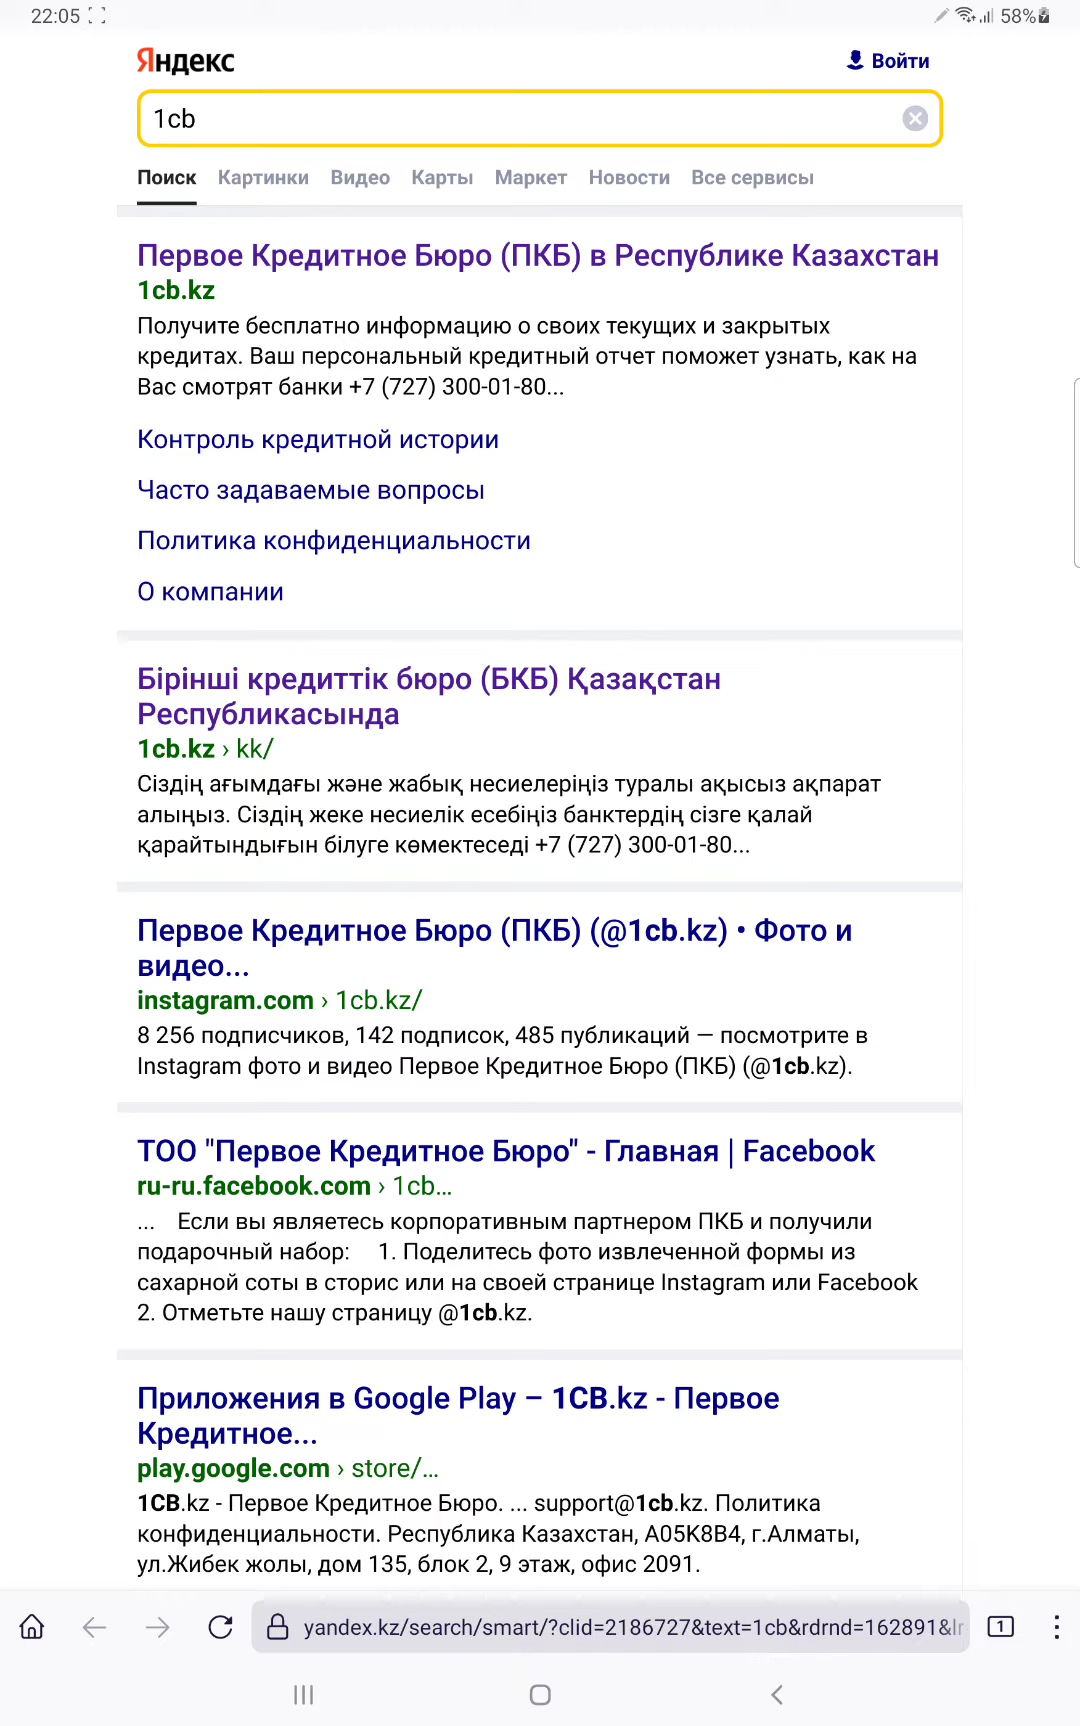 22:05
58%
Яндекс
Войти
1cb
Поиск Картинки Видео Карты Маркет Новости Все сервисы
Первое Кредитное Бюро (ПКБ) в Республике Казахстан
1cb.kz
Получите бесплатно информацию о своих текущих и закрытых
кредитах. Ваш персональный кредитный отчет поможет узнать, как на
Вас смотрят банки +7 (727) 300-01-80...
Контроль кредитной истории
Часто задаваемые вопросы
Политика конфиденциальности
О компании
Бірінші кредиттік бюро (БКБ) Қазақстан
Республикасында
1cb.kz › kk/
Сіздің ағымдағы және жабық несиелеріңіз туралы ақысыз ақпарат
алыңыз. Сіздің жеке несиелік есебіңіз банктердің сізге қалай
қарайтындығын білуге көмектеседі +7 (727) 300-01-80...
Первое Кредитное Бюро (ПКБ) (@1cb.kz) • Фото и
видео...
instagram.com › 1cb.kz/
8 256 подписчиков, 142 подписок, 485 публикаций — посмотрите в
Instagram фото и видео Первое Кредитное Бюро (ПКБ) (@1cb.kz).
ТОО "Первое Кредитное Бюро" - Главная | Facebook
ru-ru.facebook.com › 1cb...
... Если вы являетесь корпоративным партнером ПКБ и получили
подарочный набор: 1. Поделитесь фото извлеченной формы из
сахарной соты в сторис или на своей странице Instagram или Facebook
2. Отметьте нашу страницу @1cb.kz.
Приложения в Google Play – 1CB.kz - Первое
Кредитное...
play.google.com › store/...
1CB.kz - Первое Кредитное Бюро. ... support@1cb.kz. Политика
конфиденциальности. Республика Казахстан, A05K8B4, г.Алматы,
ул.Жибек жолы, дом 135, блок 2, 9 этаж, офис 2091.
yandex.kz/search/smart/?clid=2186727&text=1cb&rdrnd=162891&lr
1